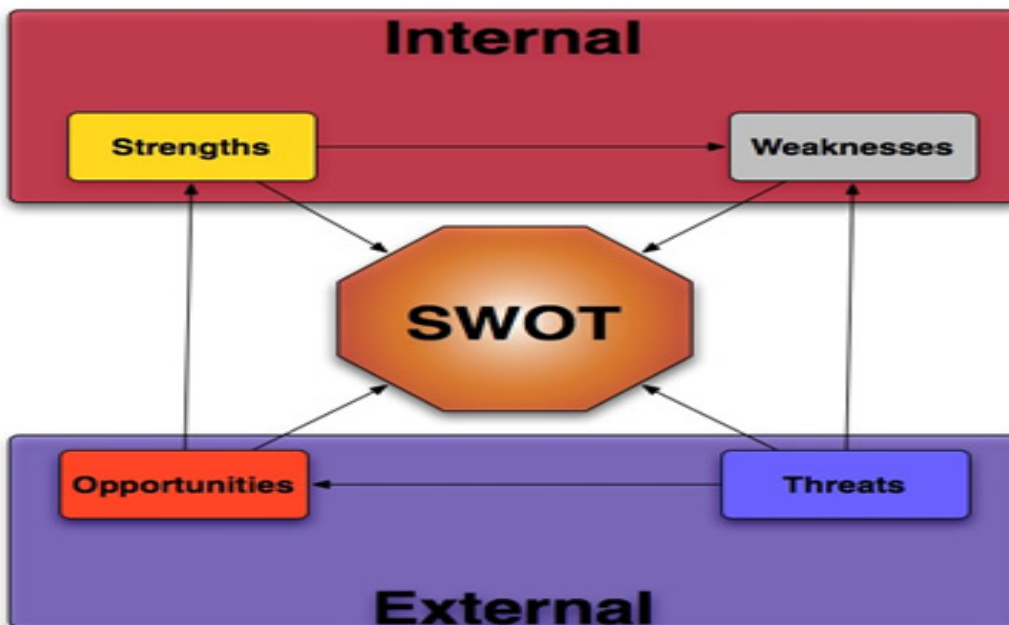 Internal
Strengths
Weaknesses
SWOT
Opportunities
Threats
External